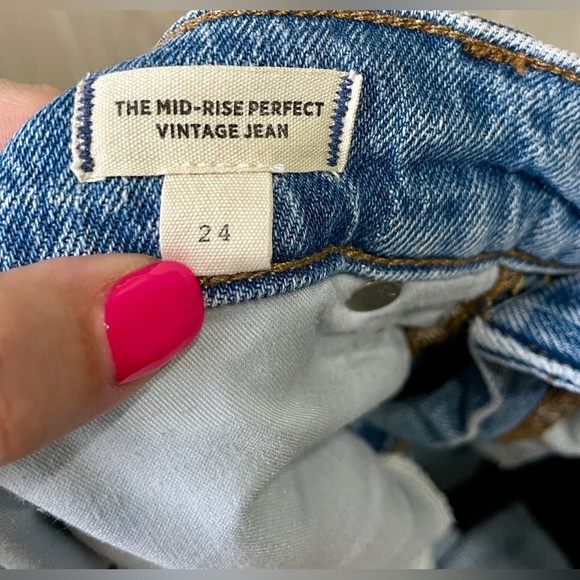 THE MID-RISE PERFECT
VINTAGE JEAN
24